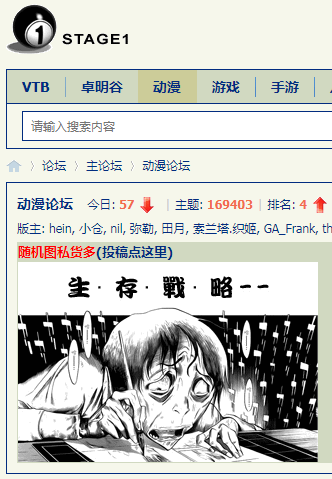 1
STAGE1
VTB 卓明谷 动漫 游戏 手游
请输入搜索内容
论坛 主论坛 动漫论坛
动漫论坛 今日: 57 主题: 169403 排名: 4
版主: hein, 小仓, nil, 弥勒, 田月, 索兰塔.织姬, GA_Frank, th
随机图私货多(投稿点这里)
生·存·戰·略--